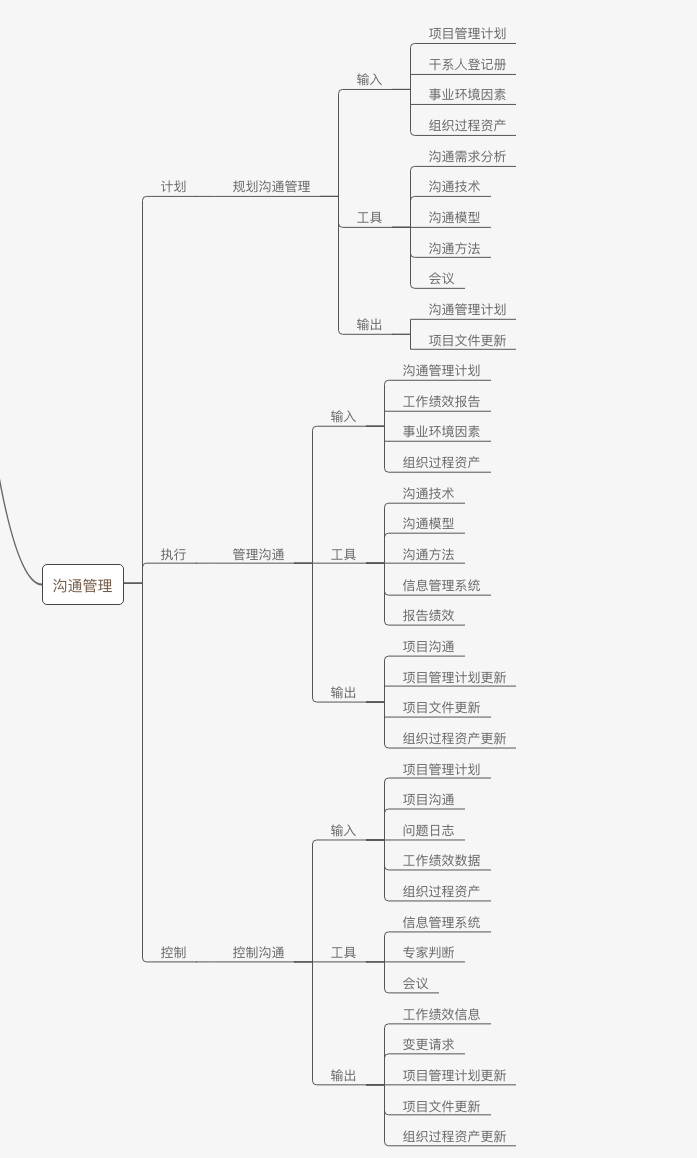 沟通管理
计划
规划沟通管理
输入
项目管理计划
干系人登记册
事业环境因素
组织过程资产
工具
沟通需求分析
沟通技术
沟通模型
沟通方法
会议
输出
沟通管理计划
项目文件更新
执行
管理沟通
输入
沟通管理计划
工作绩效报告
事业环境因素
组织过程资产
工具
沟通技术
沟通模型
沟通方法
信息管理系统
报告绩效
输出
项目沟通
项目管理计划更新
项目文件更新
组织过程资产更新
控制
控制沟通
输入
项目管理计划
项目沟通
问题日志
工作绩效数据
组织过程资产
工具
信息管理系统
专家判断
会议
输出
工作绩效信息
变更请求
项目管理计划更新
项目文件更新
组织过程资产更新